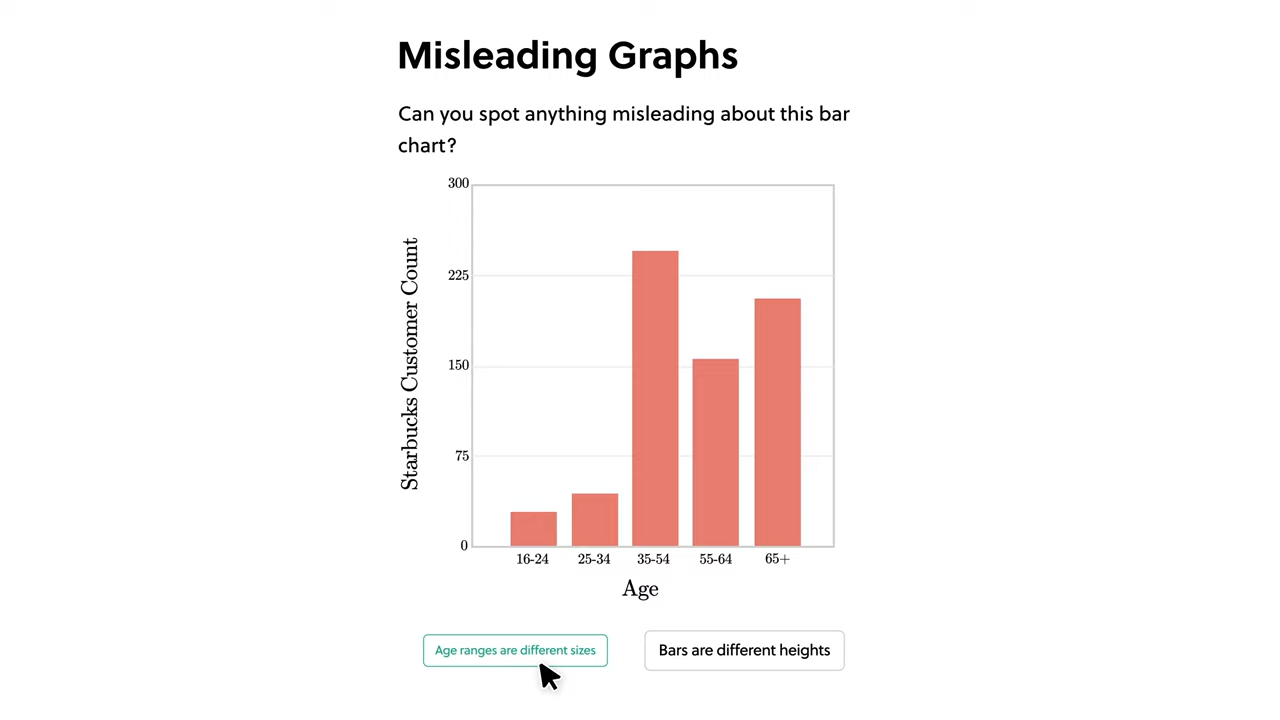 Misleading Graphs
Can you spot anything misleading about this bar
chart?
300
225
150
75
0
Starbucks Customer Count
16-24
25-34
35-54
55-64
65+
Age
Age ranges are different sizes
Bars are different heights